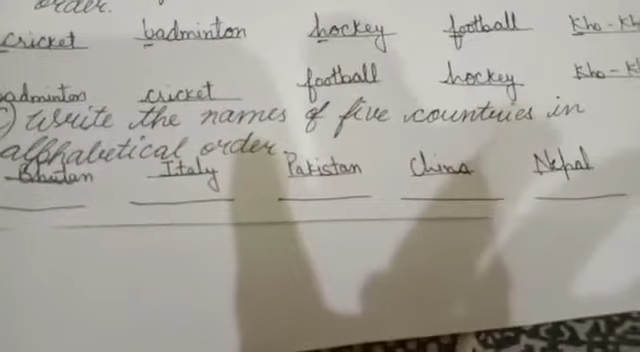 order.
cricket badminton hockey football Kho-Kh
badminton cricket football hockey Kho-K
c) Write the names of five countries in
alphabetical order.
Bhutan Italy Pakistan China Nepal